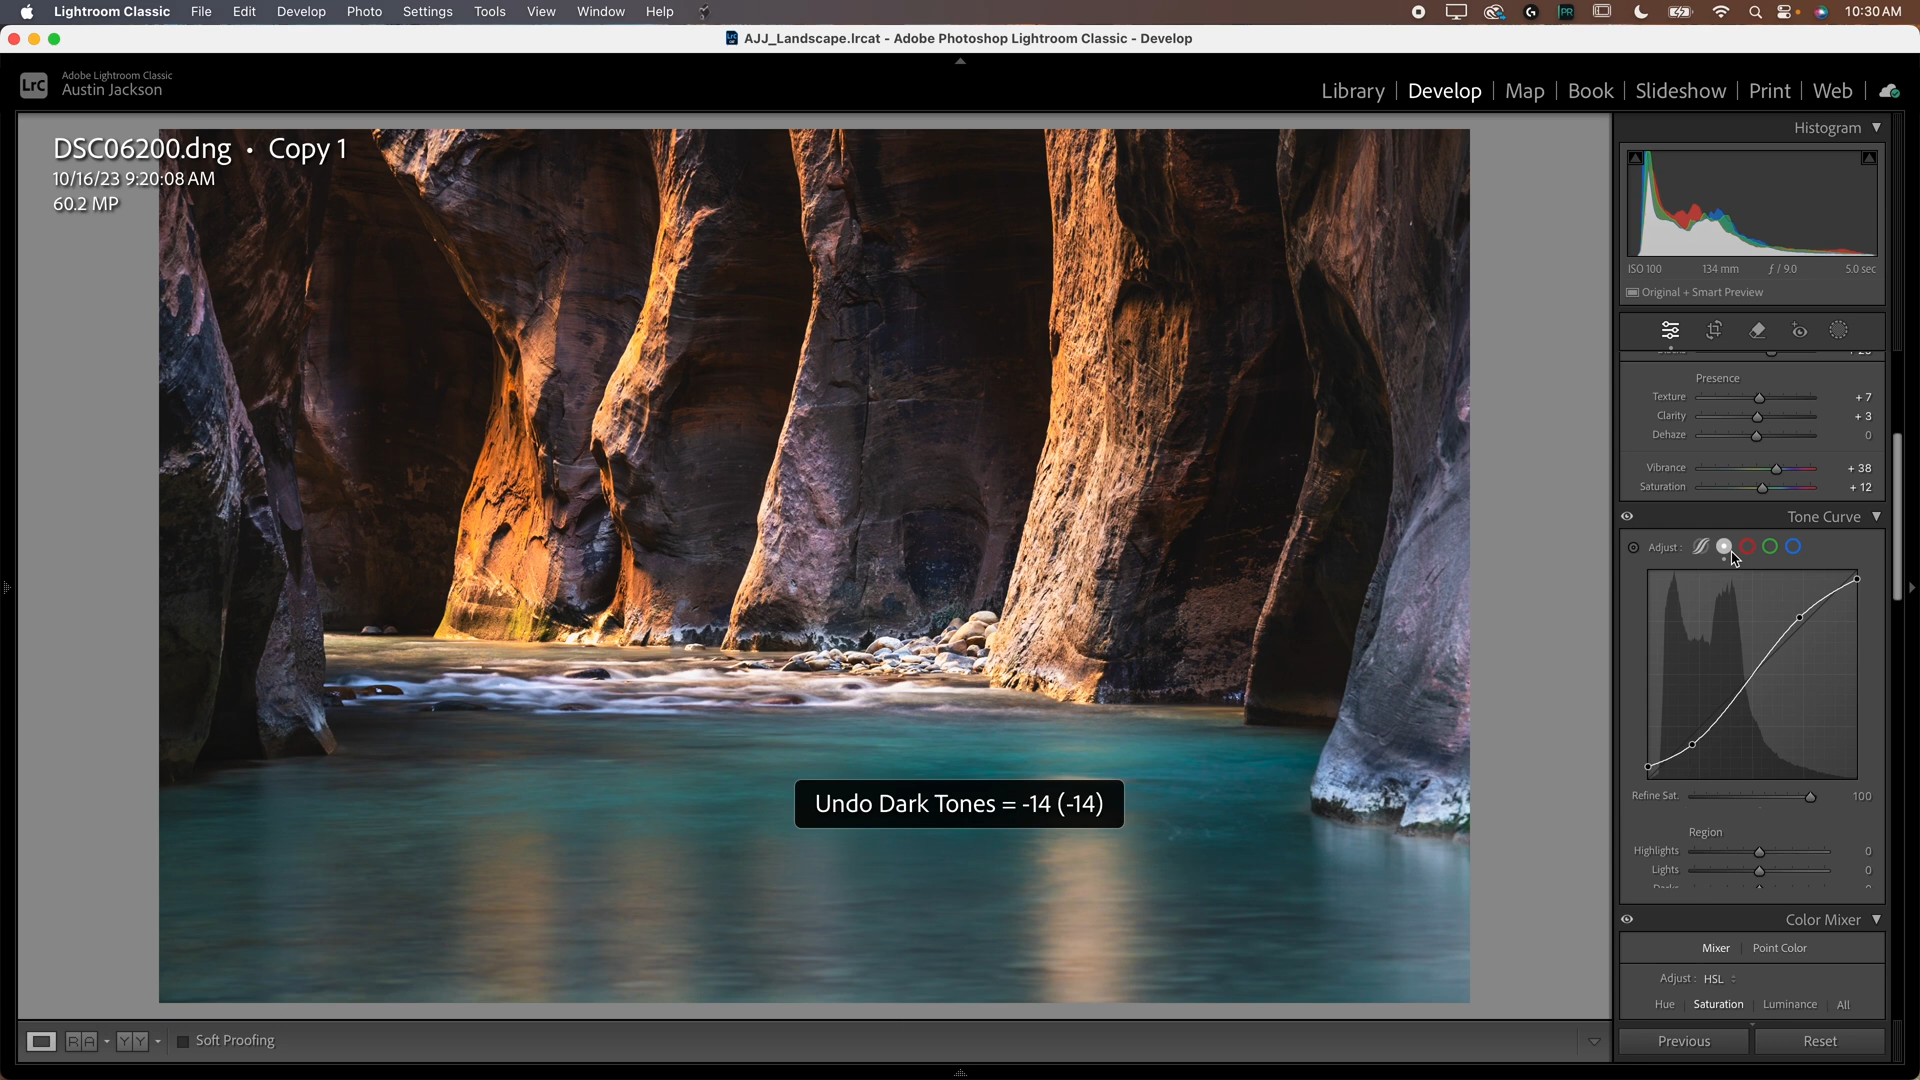 Lightroom Classic File Edit Develop Photo Settings Tools View Window Help 10:30 AM
AJJ_Landscape.lrcat - Adobe Photoshop Lightroom Classic - Develop
LrC
Adobe Lightroom Classic
Austin Jackson
Library Develop Map Book Slideshow Print Web
DSC06200.dng • Copy 1
10/16/23 9:20:08 AM
60.2 MP
Undo Dark Tones = -14 (-14)
Histogram
ISO 100 134 mm ƒ / 9.0 5.0 sec
Original + Smart Preview
Presence
Texture + 7
Clarity + 3
Dehaze 0
Vibrance + 38
Saturation + 12
Tone Curve
Adjust :
Refine Sat. 100
Region
Highlights 0
Lights 0
Color Mixer
Mixer Point Color
Adjust : HSL
Hue Saturation Luminance All
Previous Reset
RA YY Soft Proofing